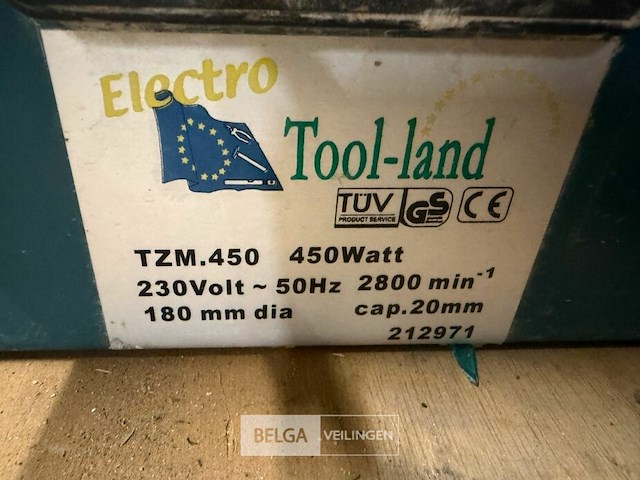 Electro
Tool-land
TÜV
PRODUCT SERVICE
GS
CE
TZM.450 450Watt
230Volt ~ 50Hz 2800 min⁻¹
180 mm dia cap.20mm
212971
BELGA VEILINGEN